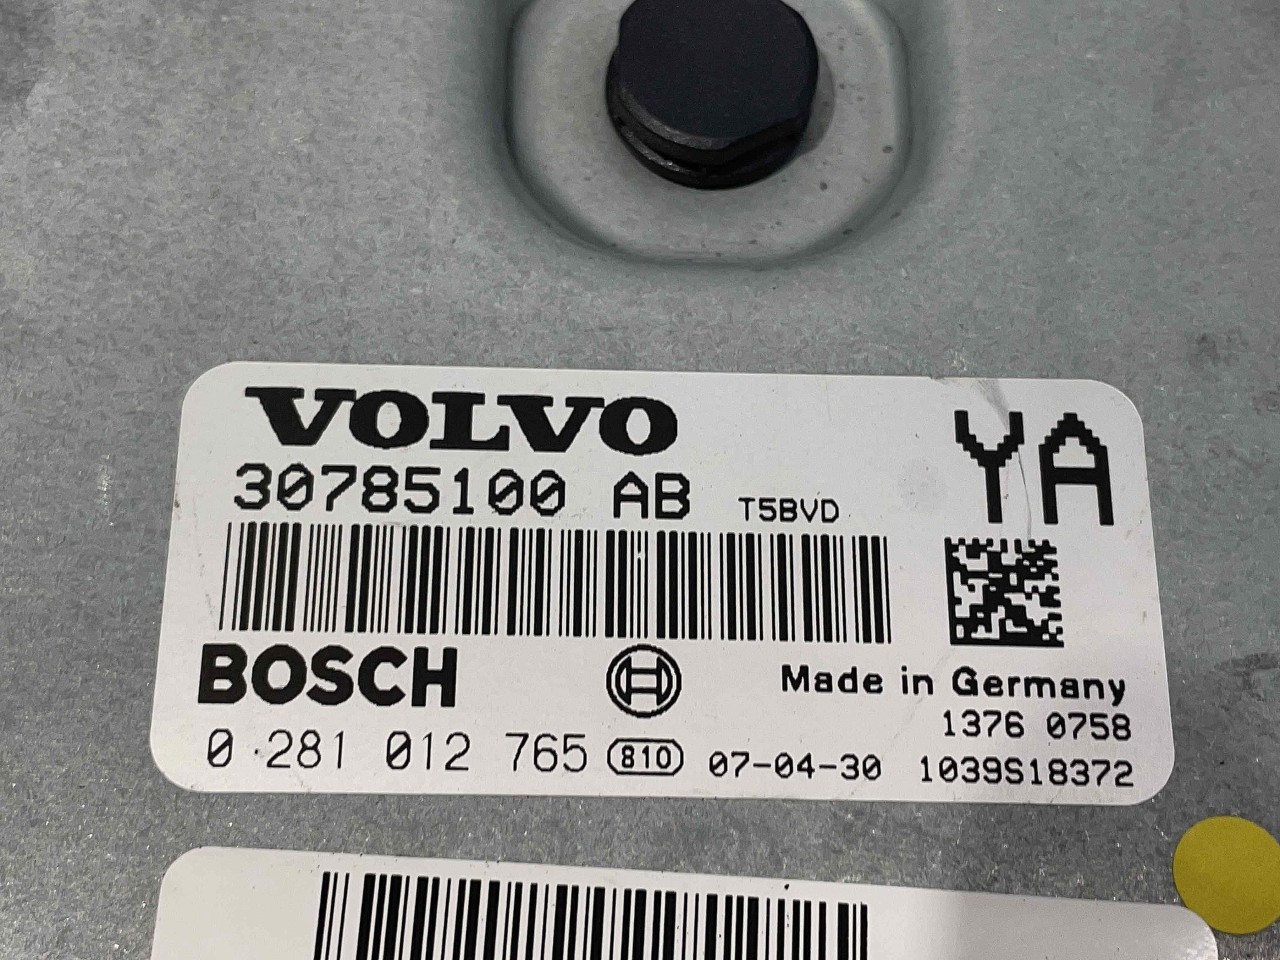 VOLVO
30785100 AB T5BVD
YA
BOSCH
Made in Germany
1376 0758
0 281 012 765 810 07-04-30 1039S18372